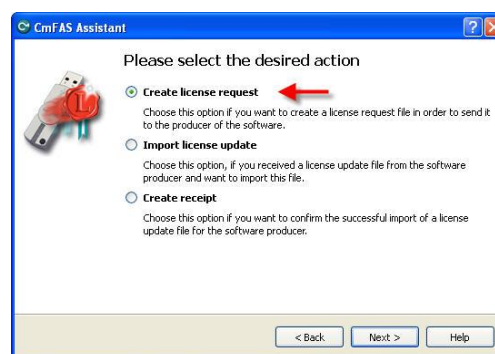 CmFAS Assistant
Please select the desired action
Create license request
Choose this option if you want to create a license request file in order to send it
to the producer of the software.
Import license update
Choose this option, if you received a license update file from the software
producer and want to import this file.
Create receipt
Choose this option if you want to confirm the successful import of a license
update file for the software producer.
< Back Next > Help